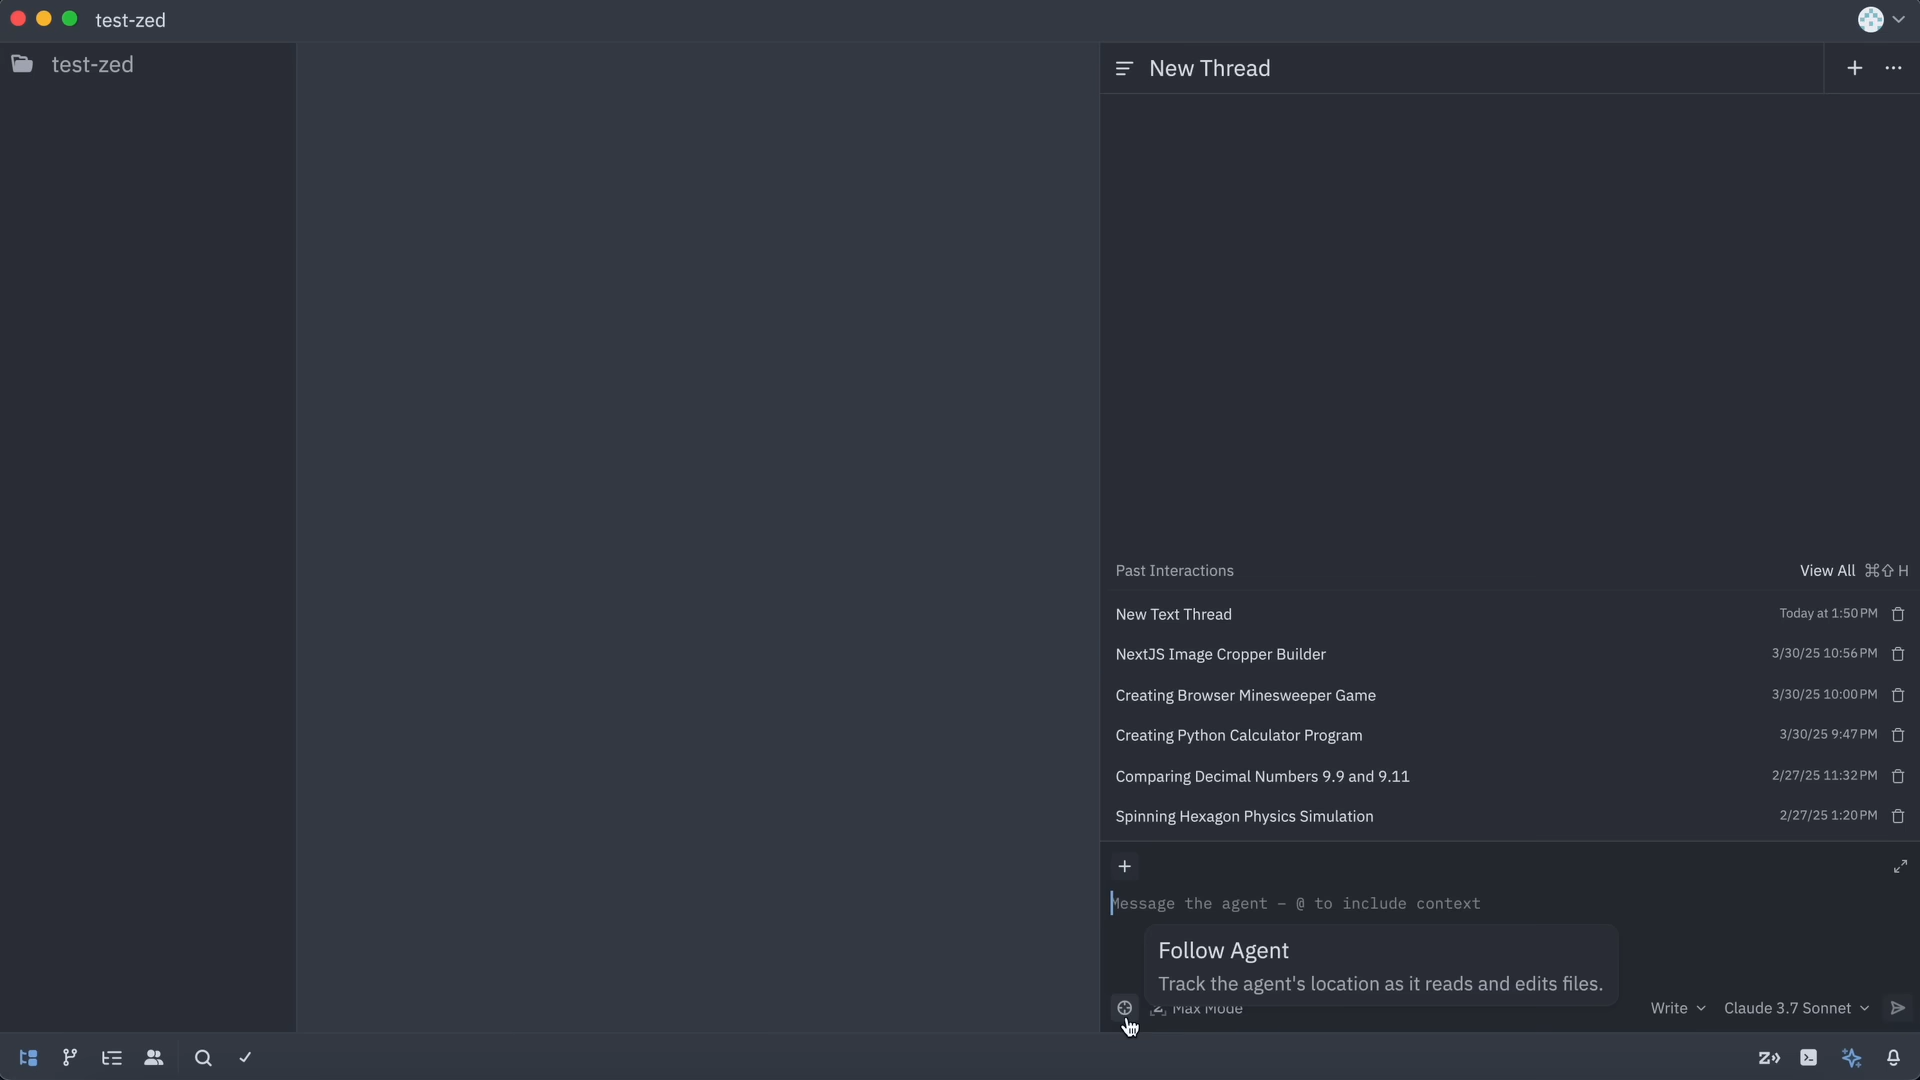 test-zed
test-zed
New Thread
Past Interactions
View All ⌘⇧ H
New Text Thread
Today at 1:50 PM
NextJS Image Cropper Builder
3/30/25 10:56 PM
Creating Browser Minesweeper Game
3/30/25 10:00 PM
Creating Python Calculator Program
3/30/25 9:47 PM
Comparing Decimal Numbers 9.9 and 9.11
2/27/25 11:32 PM
Spinning Hexagon Physics Simulation
2/27/25 1:20 PM
Message the agent – @ to include context
Follow Agent
Track the agent's location as it reads and edits files.
Max Mode
Write
Claude 3.7 Sonnet